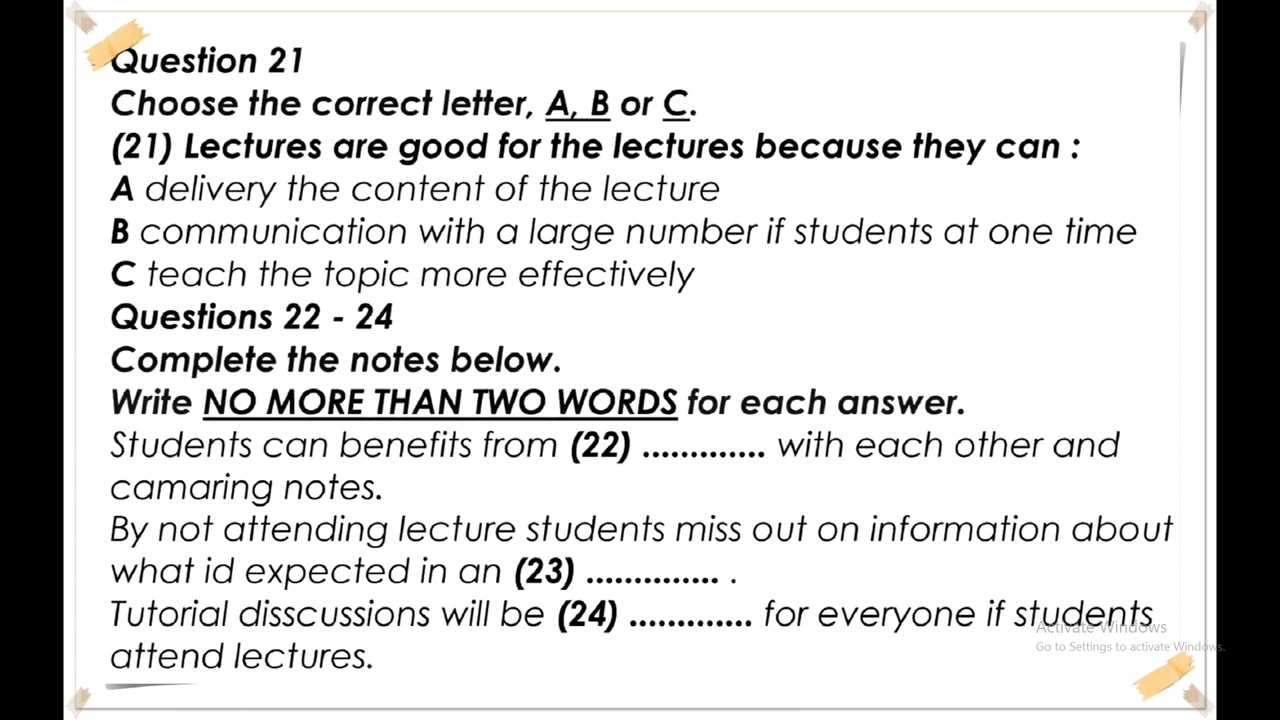 Question 21
Choose the correct letter, A, B or C.
(21) Lectures are good for the lectures because they can :
A delivery the content of the lecture
B communication with a large number if students at one time
C teach the topic more effectively
Questions 22 - 24
Complete the notes below.
Write NO MORE THAN TWO WORDS for each answer.
Students can benefits from (22) ............. with each other and
camaring notes.
By not attending lecture students miss out on information about
what id expected in an (23) .............. .
Tutorial disscussions will be (24) ............. for everyone if students
attend lectures.
Activate Windows
Go to Settings to activate Windows.